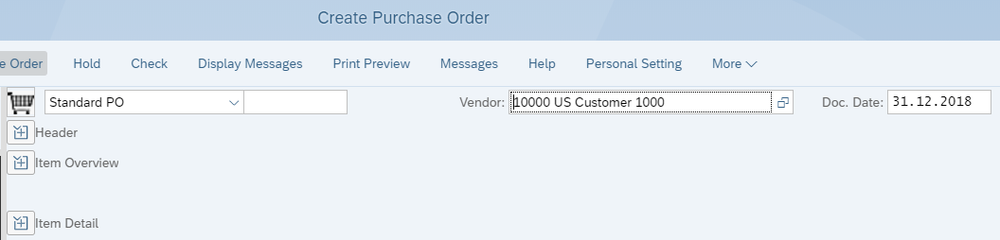 Create Purchase Order
e Order Hold Check Display Messages Print Preview Messages Help Personal Setting More
Standard PO Vendor: 10000 US Customer 1000 Doc. Date: 31.12.2018
Header
Item Overview
Item Detail